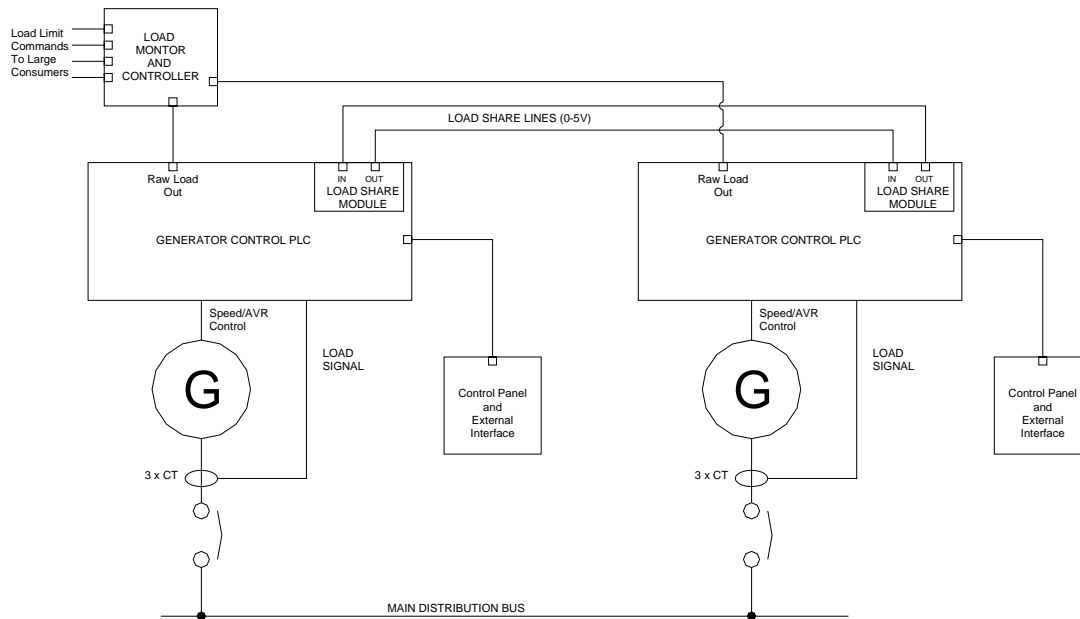 Load Limit
Commands
To Large
Consumers
LOAD
MONTOR
AND
CONTROLLER
LOAD SHARE LINES (0-5V)
Raw Load
Out
IN OUT
LOAD SHARE
MODULE
GENERATOR CONTROL PLC
Raw Load
Out
IN OUT
LOAD SHARE
MODULE
GENERATOR CONTROL PLC
Speed/AVR
Control
LOAD
SIGNAL
G
Control Panel
and
External
Interface
3 x CT
Speed/AVR
Control
LOAD
SIGNAL
G
Control Panel
and
External
Interface
3 x CT
MAIN DISTRIBUTION BUS